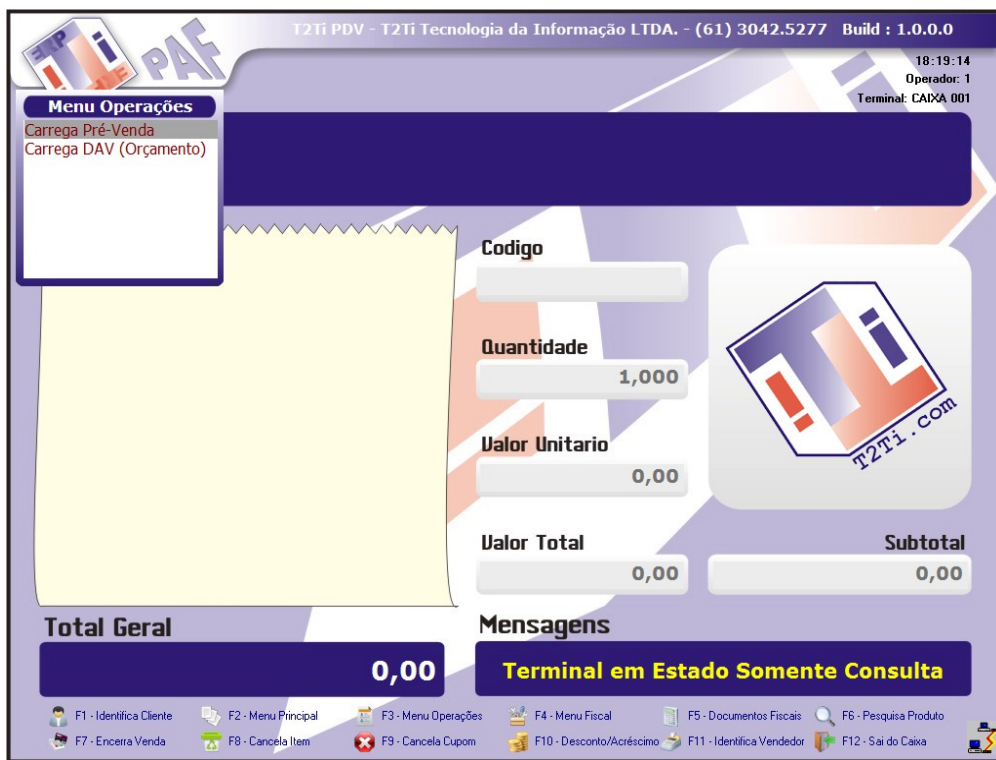 T2Ti PDV - T2Ti Tecnologia da Informação LTDA. - (61) 3042.5277 Build : 1.0.0.0
ERP
T2Ti
PAF
18:19:14
Operador: 1
Terminal: CAIXA 001
Menu Operações
Carrega Pré-Venda
Carrega DAV (Orçamento)
Codigo
Quantidade
1,000
Valor Unitario
0,00
T2Ti.com
Valor Total
Subtotal
0,00
0,00
Total Geral
Mensagens
0,00
Terminal em Estado Somente Consulta
F1 - Identifica Cliente
F2 - Menu Principal
F3 - Menu Operações
F4 - Menu Fiscal
F5 - Documentos Fiscais
F6 - Pesquisa Produto
F7 - Encerra Venda
F8 - Cancela Item
F9 - Cancela Cupom
F10 - Desconto/Acréscimo
F11 - Identifica Vendedor
F12 - Sai do Caixa